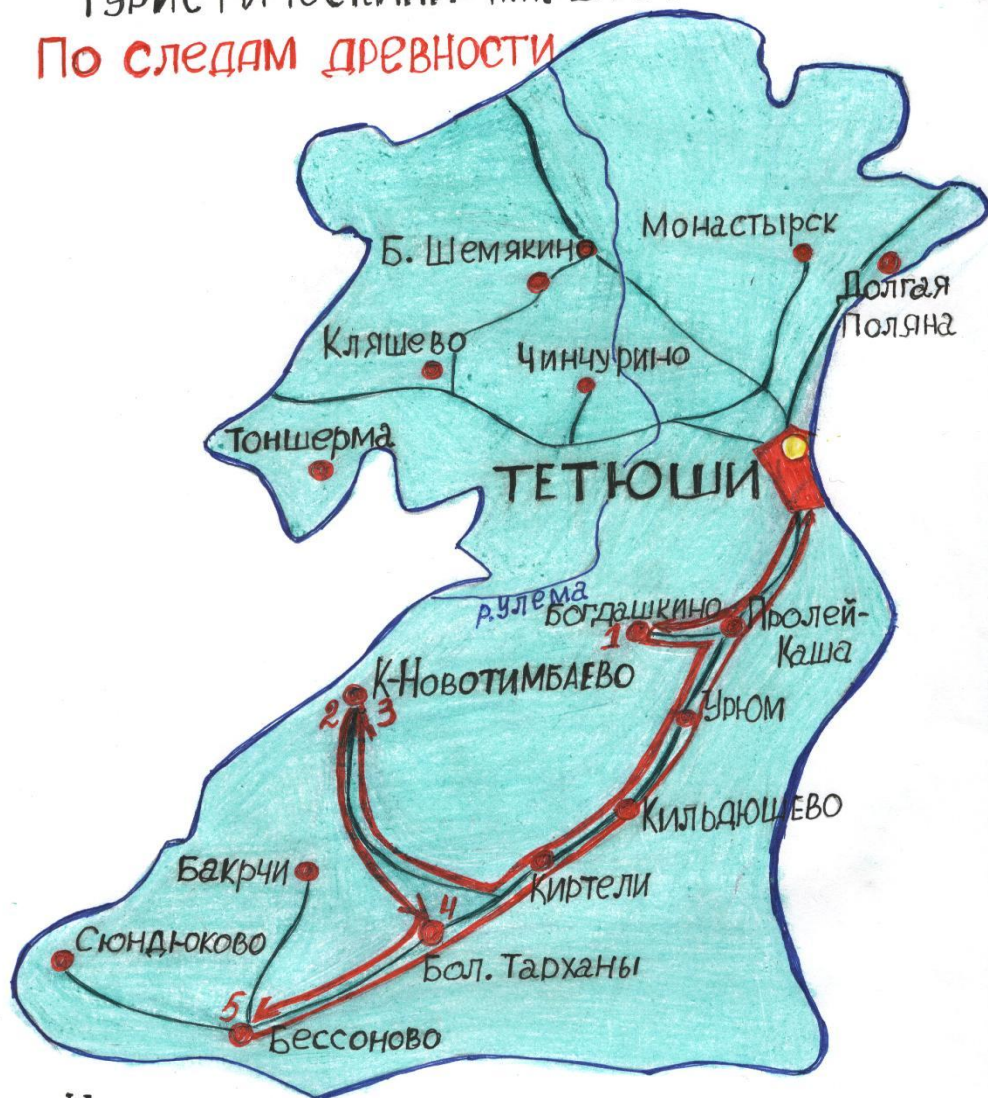 ТУРИСТИЧЕСКИЙ
По следам древности
Монастырск
Б. Шемякино
Долгая
Поляна
Кляшево
Чинчурино
Тоншерма
ТЕТЮШИ
р. Улема
Богдашкино
1
Пролей-
Каша
К-Новотимбаево
2 3
Урюм
Кильдюшево
Бакрчи
Киртели
4
Сюндюково
Бол. Тарханы
5
Бессоново